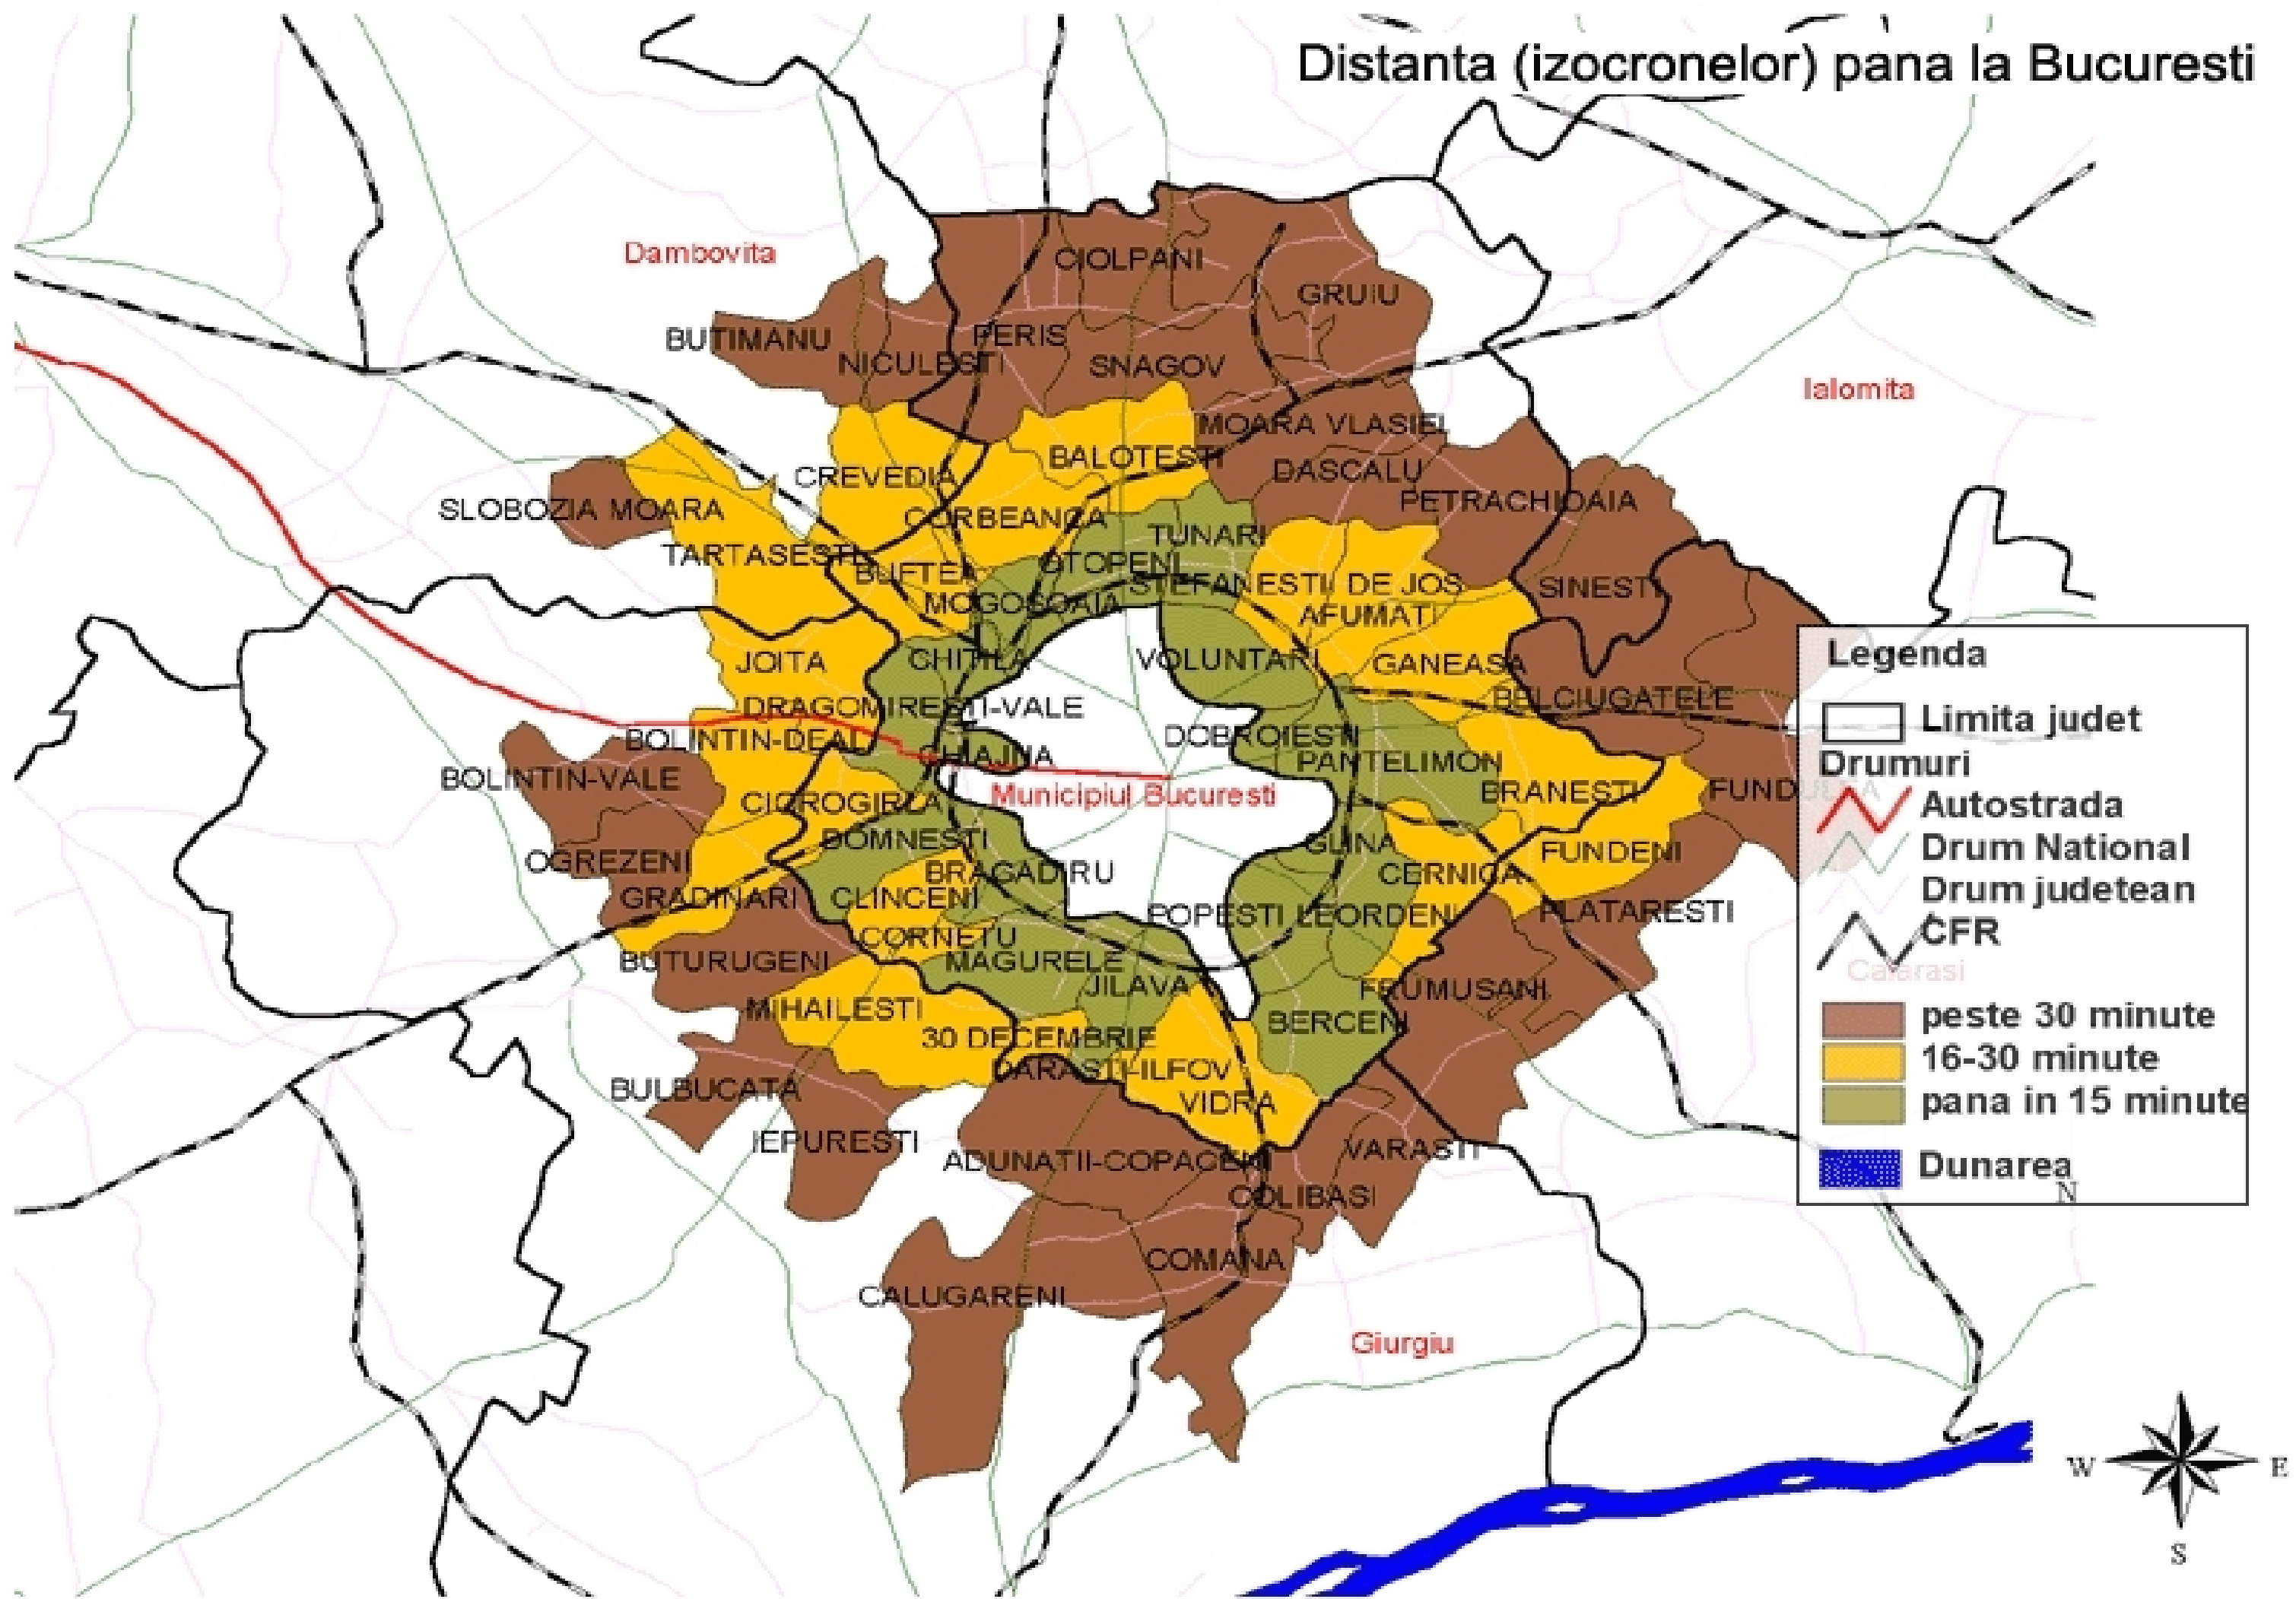 Distanta (izocronelor) pana la Bucuresti
Dambovita
CIOLPANI
GRUIU
BUTIMANU
PERIS
NICULESTI
SNAGOV
Ialomita
MOARA VLASIEI
BALOTESTI
DASCALU
CREVEDIA
PETRACHIOAIA
SLOBOZIA MOARA
CORBEANCA
TUNARI
TARTASESTI
OTOPENI
BUFTEA
STEFANESTII DE JOS
SINESTI
MOGOSOAIA
AFUMATI
JOITA
CHITILA
VOLUNTARI
GANEASA
BELCIUGATELE
DRAGOMIRESTI-VALE
BOLINTIN-DEAL
DOBROIESTI
CHIAJNA
PANTELIMON
BOLINTIN-VALE
Municipiul Bucuresti
BRANESTI
FUNDULEA
CIOROGIRLA
DOMNESTI
GLINA
FUNDENI
OGREZENI
BRAGADIRU
CERNICA
GRADINARI
CLINCENI
POPESTI LEORDENI
PLATARESTI
CORNETU
BUTURUGENI
MAGURELE
JILAVA
FRUMUSANI
MIHAILESTI
BERCENI
30 DECEMBRIE
DARASTI-ILFOV
BULBUCATA
VIDRA
IEPURESTI
VARASTI
ADUNATII-COPACENI
COLIBASI
COMANA
CALUGARENI
Giurgiu
Legenda
Limita judet
Drumuri
Autostrada
Drum National
Drum judetean
CFR
Calarasi
peste 30 minute
16-30 minute
pana in 15 minute
Dunarea
N
W
E
S